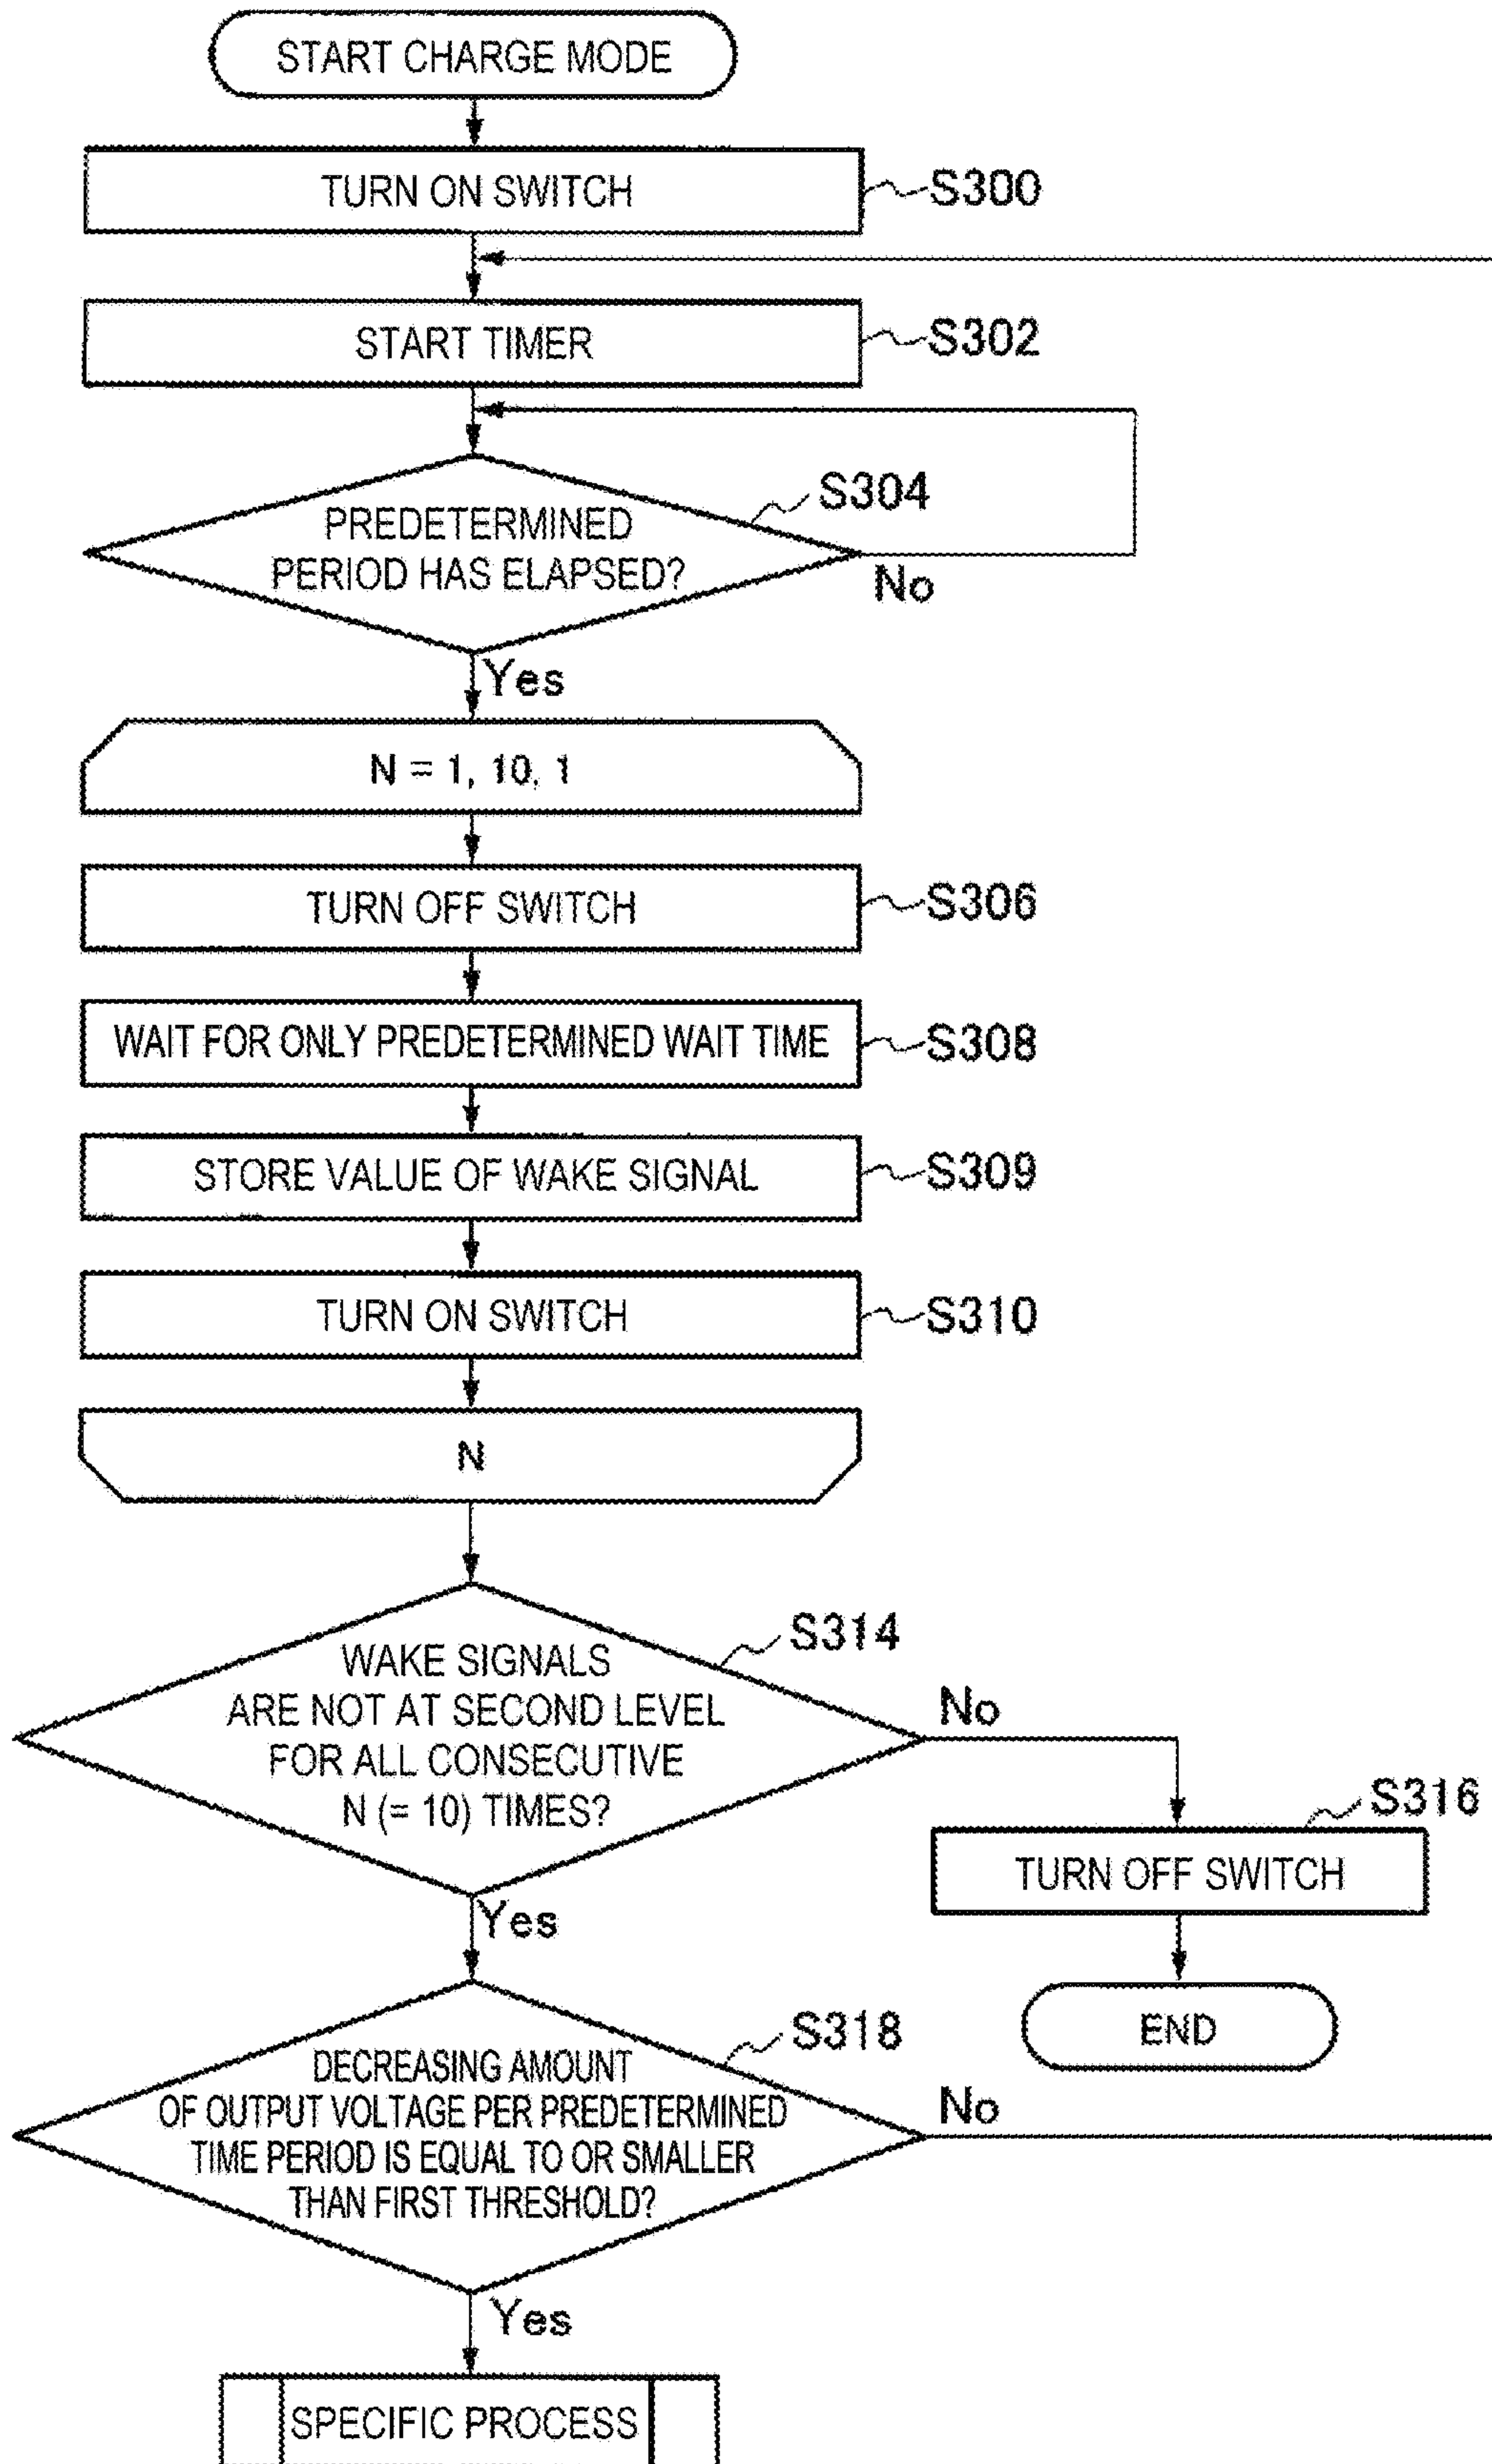 START CHARGE MODE
TURN ON SWITCH
S300
START TIMER
S302
S304
PREDETERMINED
PERIOD HAS ELAPSED?
No
Yes
N = 1, 10, 1
TURN OFF SWITCH
S306
WAIT FOR ONLY PREDETERMINED WAIT TIME
S308
STORE VALUE OF WAKE SIGNAL
S309
TURN ON SWITCH
S310
N
S314
WAKE SIGNALS
ARE NOT AT SECOND LEVEL
FOR ALL CONSECUTIVE
N (= 10) TIMES?
No
Yes
S316
TURN OFF SWITCH
END
S318
DECREASING AMOUNT
OF OUTPUT VOLTAGE PER PREDETERMINED
TIME PERIOD IS EQUAL TO OR SMALLER
THAN FIRST THRESHOLD?
No
Yes
SPECIFIC PROCESS